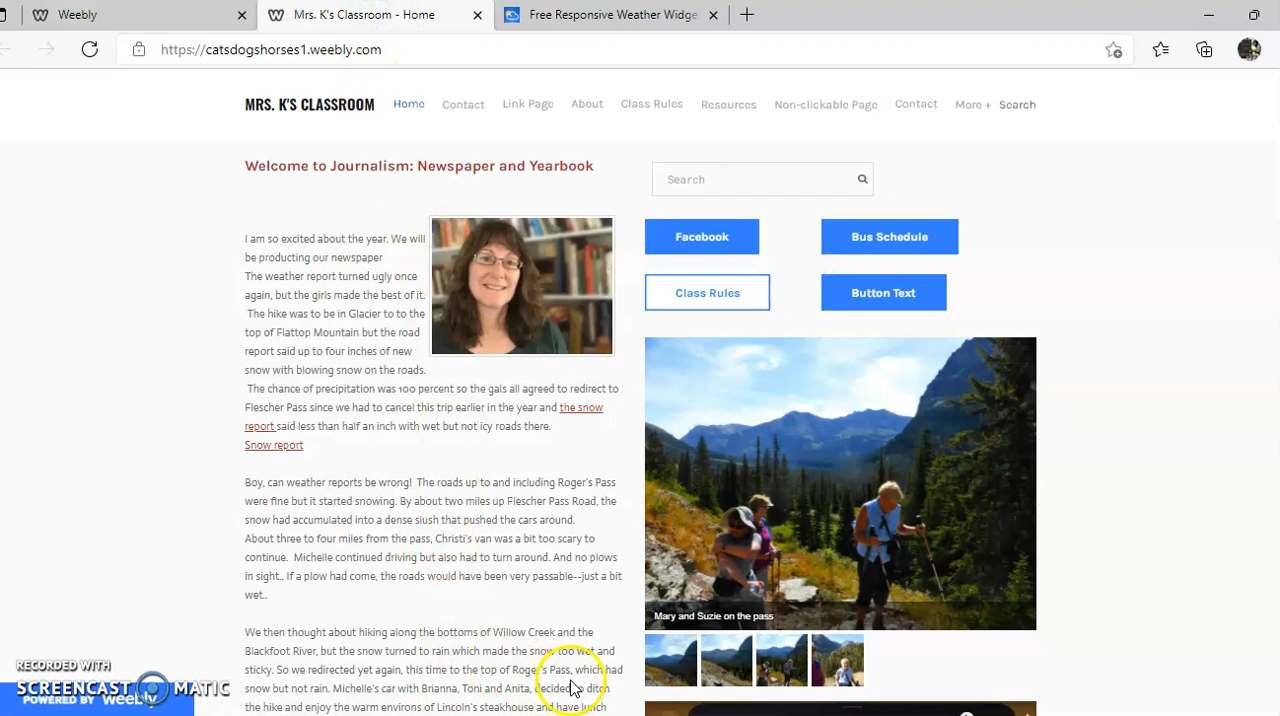 Weebly
Mrs. K's Classroom - Home
Free Responsive Weather Widge
https://catsdogshorses1.weebly.com
MRS. K'S CLASSROOM
Home
Contact
Link Page
About
Class Rules
Resources
Non-clickable Page
Contact
More +
Search
Welcome to Journalism: Newspaper and Yearbook
I am so excited about the year. We will
be producting our newspaper
The weather report turned ugly once
again, but the girls made the best of it.
The hike was to be in Glacier to to the
top of Flattop Mountain but the road
report said up to four inches of new
snow with blowing snow on the roads.
The chance of precipitation was 100 percent so the gals all agreed to redirect to
Flescher Pass since we had to cancel this trip earlier in the year and the snow
report said less than half an inch with wet but not icy roads there.
Snow report
Boy, can weather reports be wrong! The roads up to and including Roger's Pass
were fine but it started snowing. By about two miles up Flescher Pass Road, the
snow had accumulated into a dense slush that pushed the cars around.
About three to four miles from the pass, Christi's van was a bit too scary to
continue. Michelle continued driving but also had to turn around. And no plows
in sight.. If a plow had come, the roads would have been very passable--just a bit
wet..
We then thought about hiking along the bottoms of Willow Creek and the
Blackfoot River, but the snow turned to rain which made the snow too wet and
sticky. So we redirected yet again, this time to the top of Roger's Pass, which had
snow but not rain. Michelle's car with Brianna, Toni and Anita, decided to ditch
the hike and enjoy the warm environs of Lincoln's steakhouse and have lunch
Search
Facebook
Bus Schedule
Class Rules
Button Text
Mary and Suzie on the pass
RECORDED WITH
SCREENCAST MATIC
POWERED BY weebly